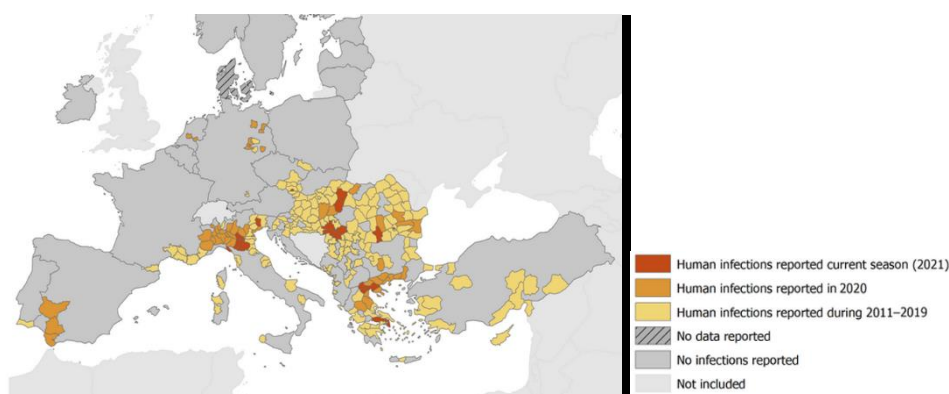 Human infections reported current season (2021)
Human infections reported in 2020
Human infections reported during 2011–2019
No data reported
No infections reported
Not included